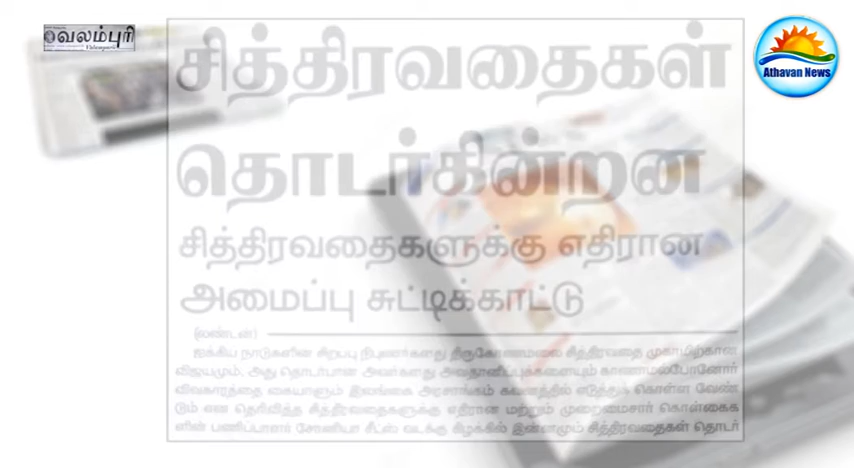 வலம்புரி
Valampurii
Athavan News
சித்திரவதைகள்
தொடர்கின்றன
சித்திரவதைகளுக்கு எதிரான
அமைப்பு சுட்டிக்காட்டு
(லண்டன்)
ஐக்கிய நாடுகளின் சிறப்பு நிபுணர்களது திருகோணமலை சித்திரவதை முகாமிற்கான
விஜயமும், அது தொடர்பான அவர்களது அவதானிப்புக்களையும் காணாமல்போனோர்
விவகாரத்தை கையாளும் இலங்கை அரசாங்கம் கவனத்தில் எடுத்துக் கொள்ள வேண்
டும் என தெரிவித்த சித்திரவதைகளுக்கு எதிரான மற்றும் முறைமைசார் கொள்கைக
ளின் பணிப்பாளர் சோனியா சீட்ஸ் வடக்கு கிழக்கில் இன்னமும் சித்திரவதைகள் தொடர்